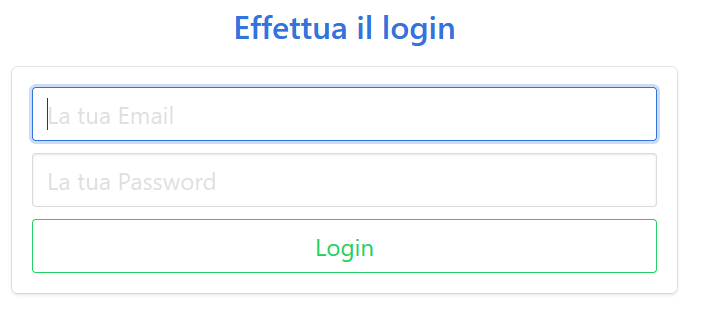 Effettua il login
La tua Email
La tua Password
Login